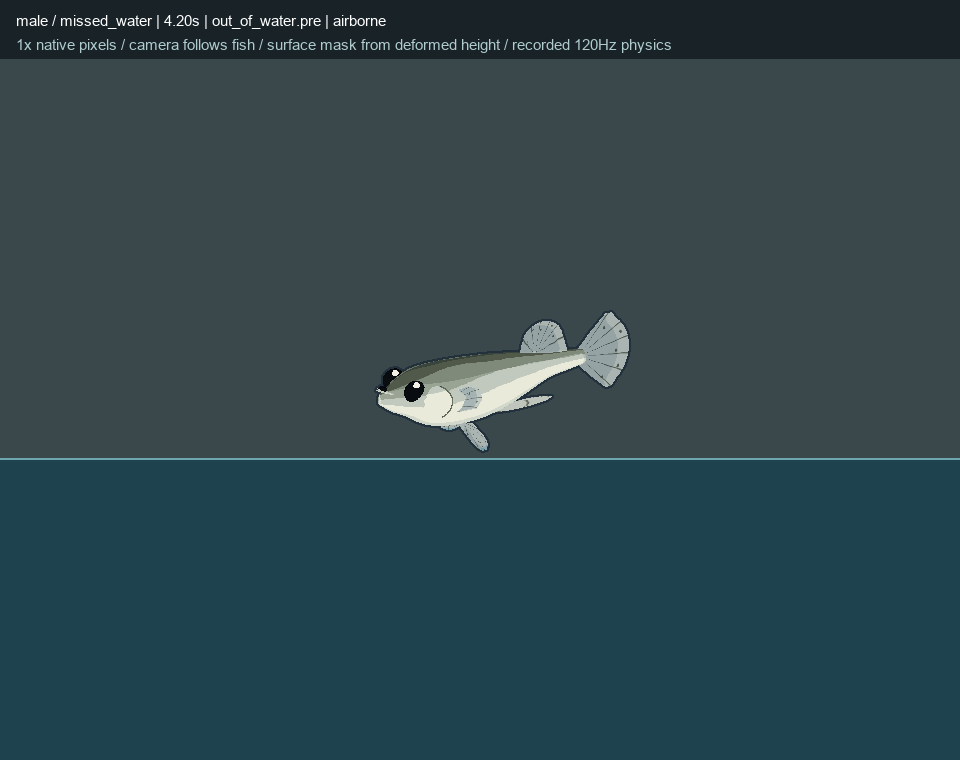 male / missed_water | 4.20s | out_of_water.pre | airborne
1x native pixels / camera follows fish / surface mask from deformed height / recorded 120Hz physics